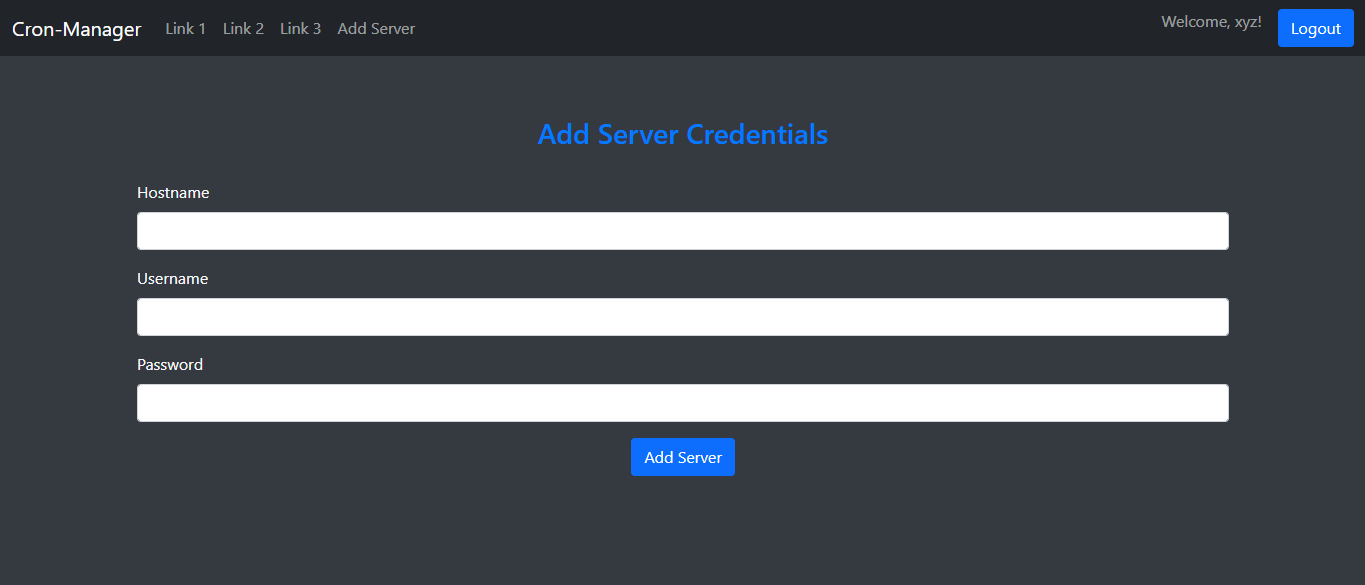 Cron-Manager Link 1 Link 2 Link 3 Add Server Welcome, xyz! Logout
Add Server Credentials
Hostname
Username
Password
Add Server